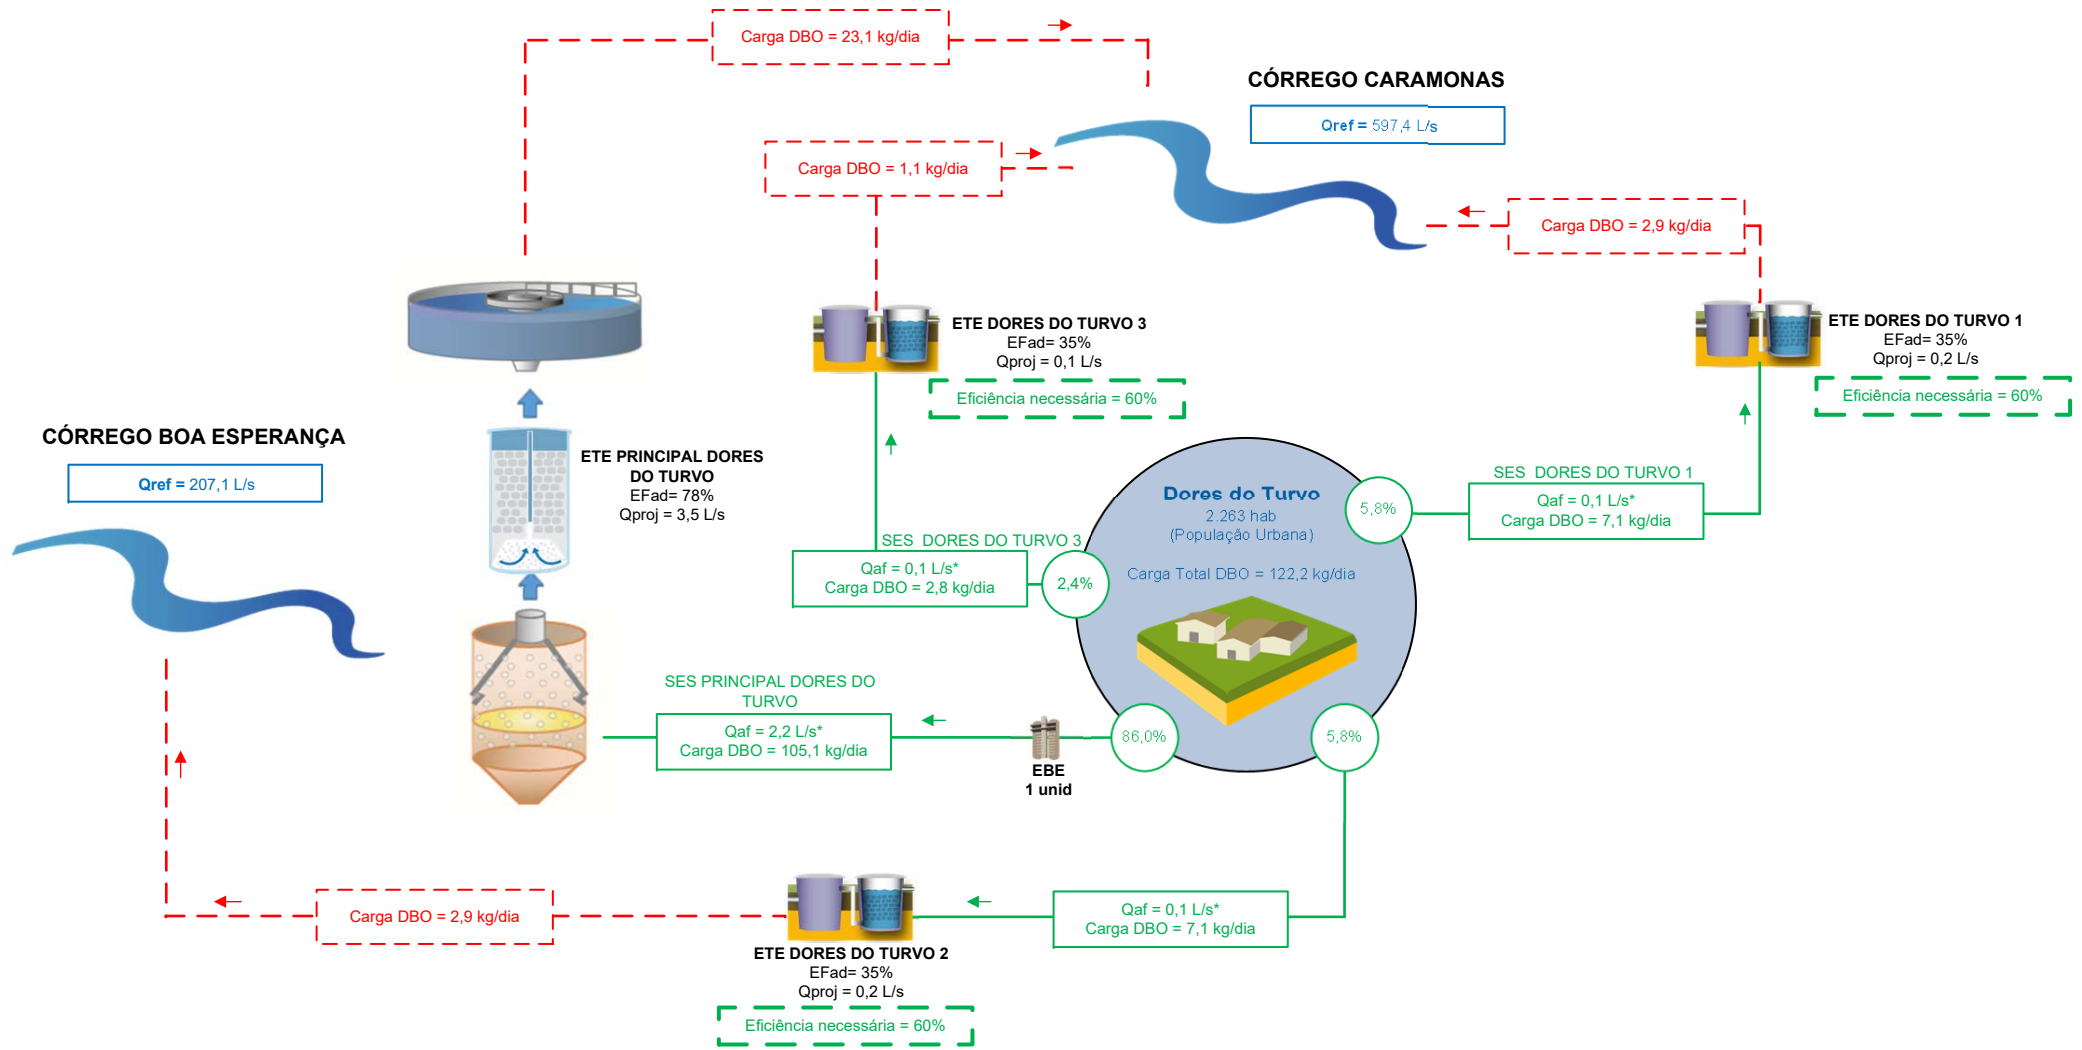 Carga DBO = 23,1 kg/dia
CÓRREGO CARAMONAS
Qref = 597,4 L/s
Carga DBO = 1,1 kg/dia
Carga DBO = 2,9 kg/dia
ETE DORES DO TURVO 3
EFad= 35%
Qproj = 0,1 L/s
Eficiência necessária = 60%
ETE DORES DO TURVO 1
EFad= 35%
Qproj = 0,2 L/s
Eficiência necessária = 60%
CÓRREGO BOA ESPERANÇA
Qref = 207,1 L/s
ETE PRINCIPAL DORES
DO TURVO
EFad= 78%
Qproj = 3,5 L/s
SES  DORES DO TURVO 1
Qaf = 0,1 L/s*
Carga DBO = 7,1 kg/dia
5,8%
Dores do Turvo
2.263 hab
(População Urbana)
Carga Total DBO = 122,2 kg/dia
SES  DORES DO TURVO 3
Qaf = 0,1 L/s*
Carga DBO = 2,8 kg/dia
2,4%
SES PRINCIPAL DORES DO
TURVO
Qaf = 2,2 L/s*
Carga DBO = 105,1 kg/dia
EBE
1 unid
86,0%
5,8%
Carga DBO = 2,9 kg/dia
ETE DORES DO TURVO 2
EFad= 35%
Qproj = 0,2 L/s
Eficiência necessária = 60%
Qaf = 0,1 L/s*
Carga DBO = 7,1 kg/dia